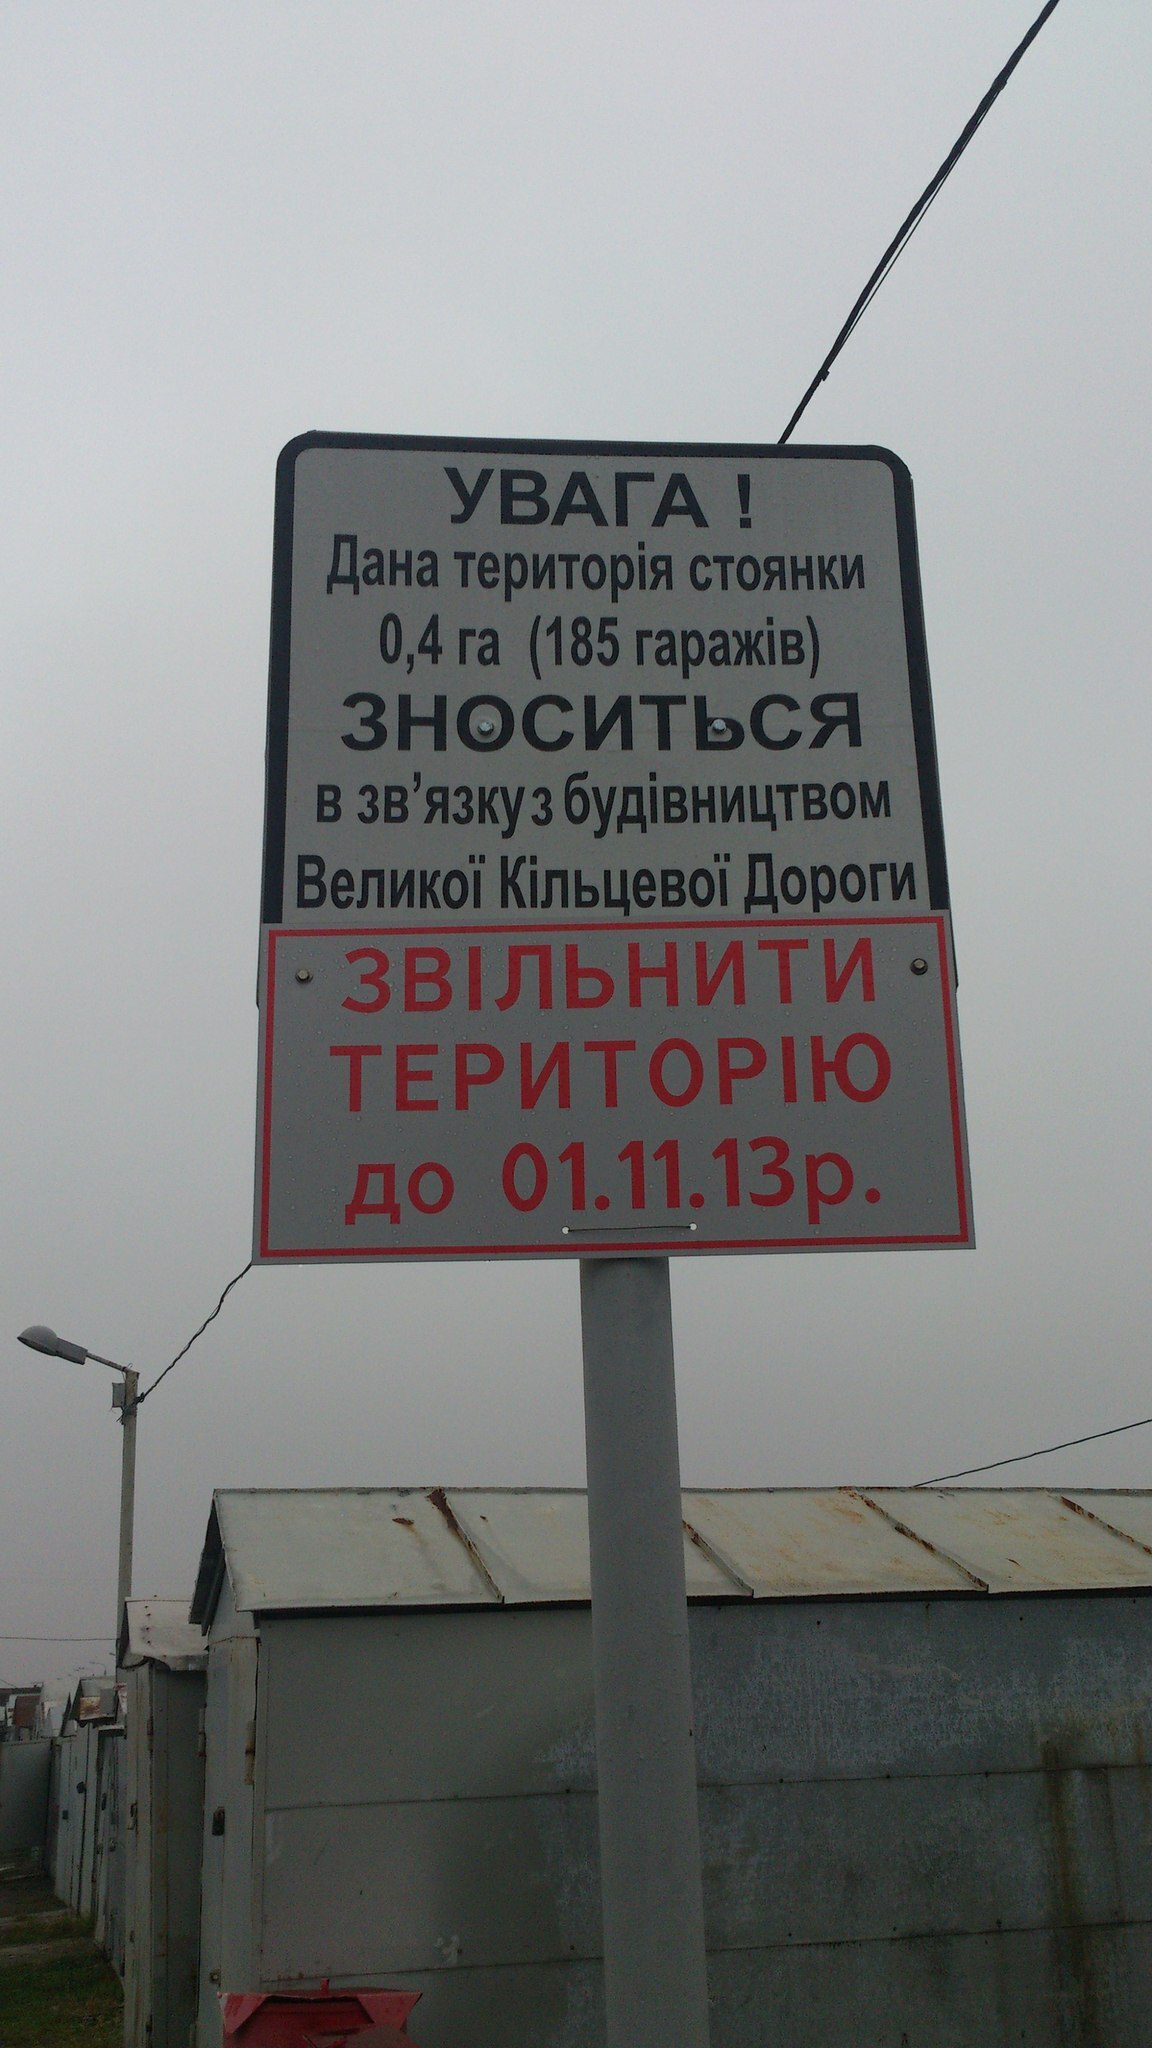 УВАГА !
Дана територія стоянки
0,4 га (185 гаражів)
ЗНОСИТЬСЯ
в зв’язку з будівництвом
Великої Кільцевої Дороги
ЗВІЛЬНИТИ
ТЕРИТОРІЮ
до 01.11.13р.